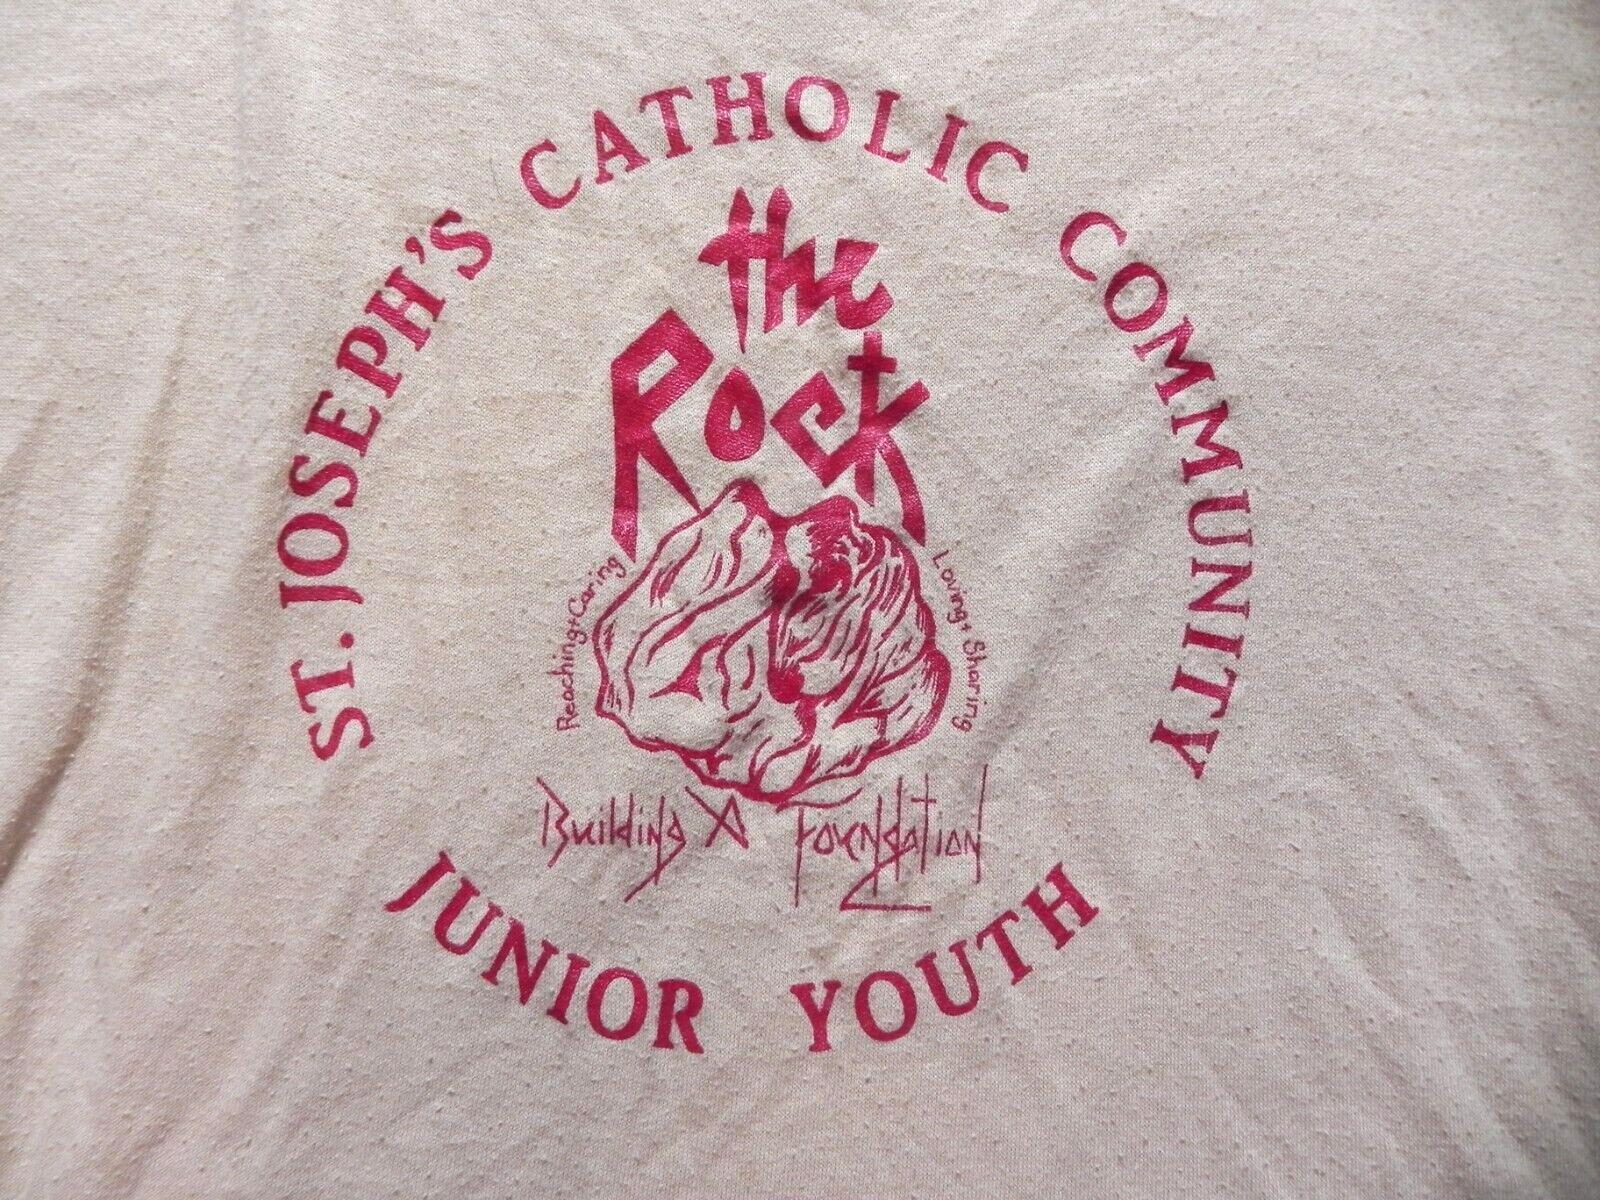 ST. JOSEPH'S CATHOLIC COMMUNITY
the
Rock
Reaching + Caring
Loving + Sharing
Building A Foundation
JUNIOR YOUTH